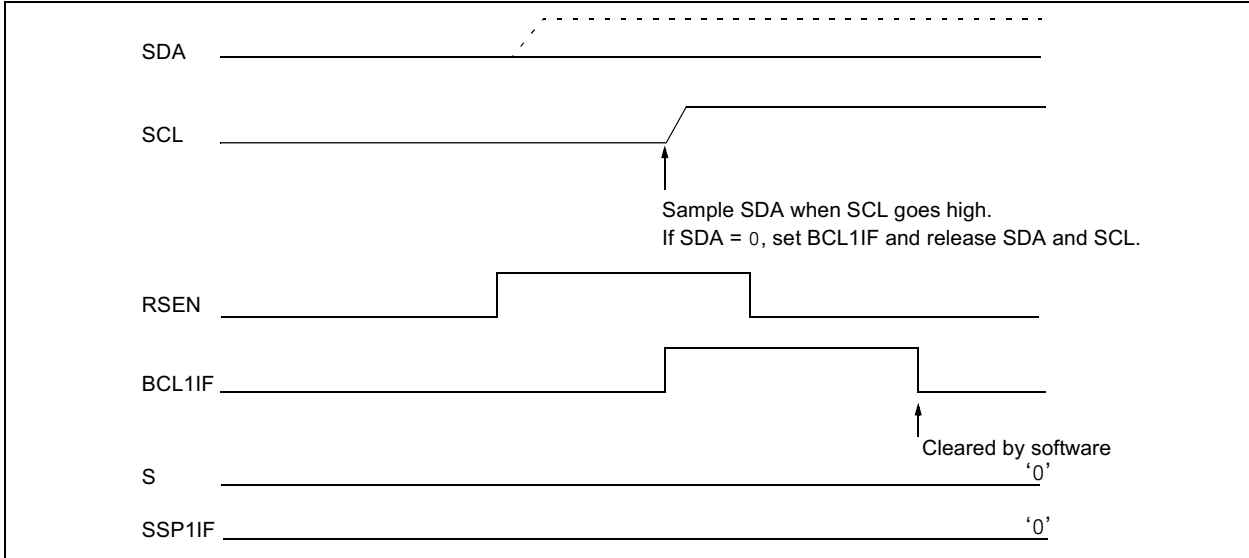 SDA
SCL
Sample SDA when SCL goes high.
If SDA = 0, set BCL1IF and release SDA and SCL.
RSEN
BCL1IF
Cleared by software
S
‘0’
SSP1IF
‘0’